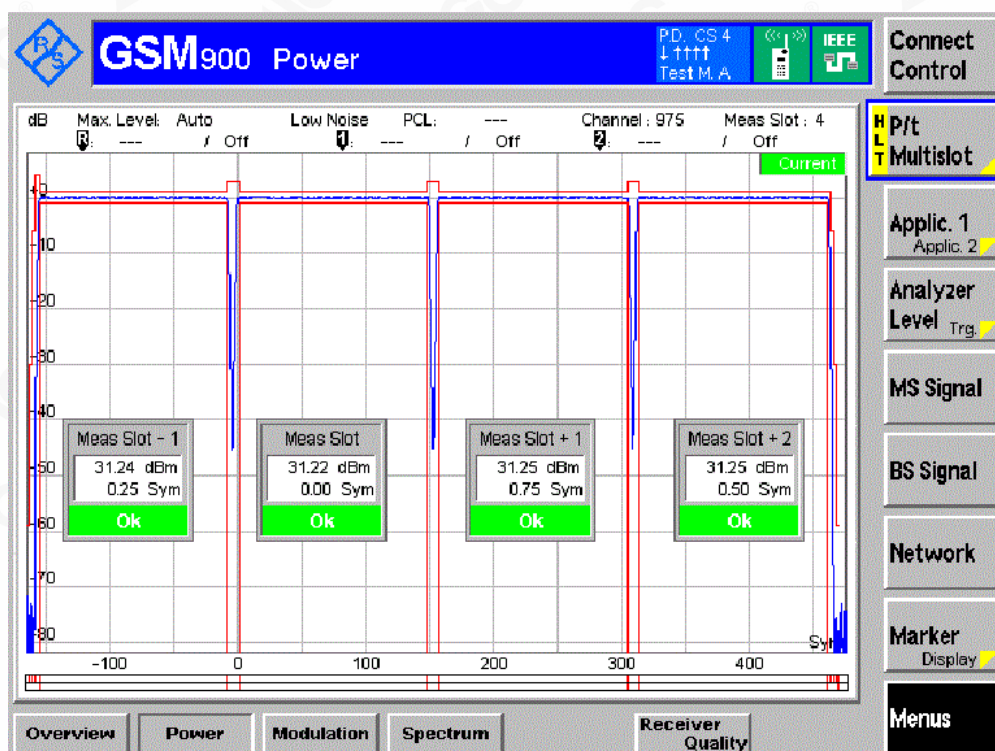 R/S
GSM900 Power
P.D. CS 4
Test M. A.
IEEE
Connect Control
dB Max. Level: Auto Low Noise PCL: --- Channel : 975 Meas Slot : 4
R: --- / Off 1: --- / Off 2: --- / Off
Current
HLT
P/t Multislot
+0
-10
-20
-30
-40
-50
-60
-70
-80
Applic. 1
Applic. 2
Analyzer Level Trg.
MS Signal
BS Signal
Network
Marker
Display
Menus
Meas Slot - 1
31.24 dBm
0.25 Sym
Ok
Meas Slot
31.22 dBm
0.00 Sym
Ok
Meas Slot + 1
31.25 dBm
0.75 Sym
Ok
Meas Slot + 2
31.25 dBm
0.50 Sym
Ok
-100 0 100 200 300 400
Overview Power Modulation Spectrum Receiver Quality